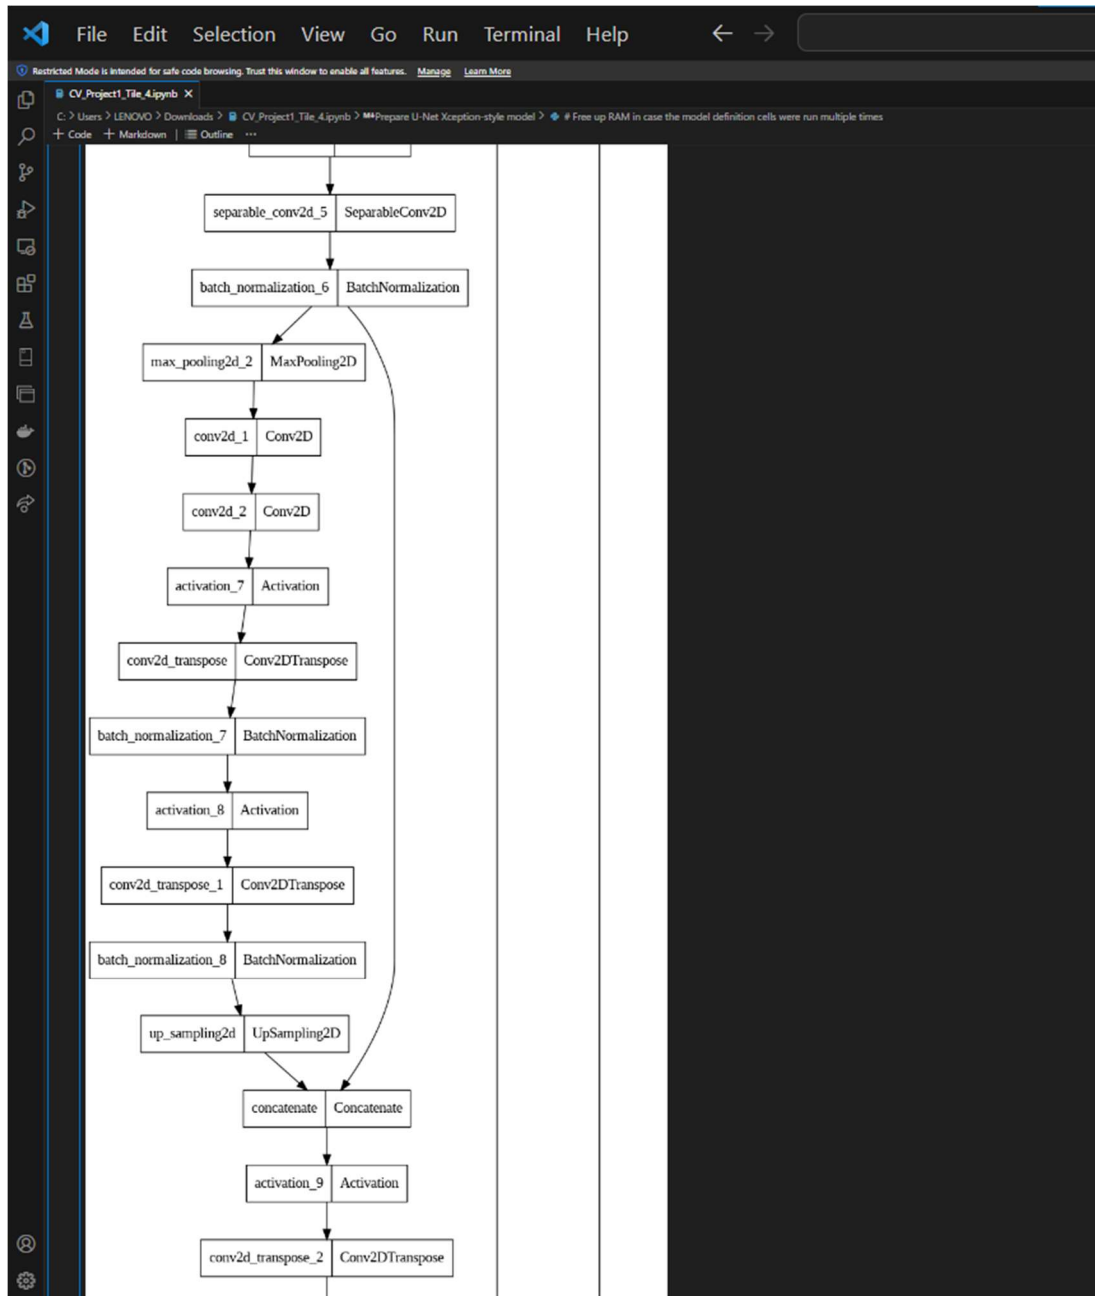 File Edit Selection View Go Run Terminal Help
Restricted Mode is intended for safe code browsing. Trust this window to enable all features. Manage Learn More
CV_Project1_Tile_4.ipynb
C: > Users > LENOVO > Downloads > CV_Project1_Tile_4.ipynb > M↓Prepare U-Net Xception-style model > # Free up RAM in case the model definition cells were run multiple times
+ Code + Markdown | Outline ...
separable_conv2d_5 SeparableConv2D
batch_normalization_6 BatchNormalization
max_pooling2d_2 MaxPooling2D
conv2d_1 Conv2D
conv2d_2 Conv2D
activation_7 Activation
conv2d_transpose Conv2DTranspose
batch_normalization_7 BatchNormalization
activation_8 Activation
conv2d_transpose_1 Conv2DTranspose
batch_normalization_8 BatchNormalization
up_sampling2d UpSampling2D
concatenate Concatenate
activation_9 Activation
conv2d_transpose_2 Conv2DTranspose